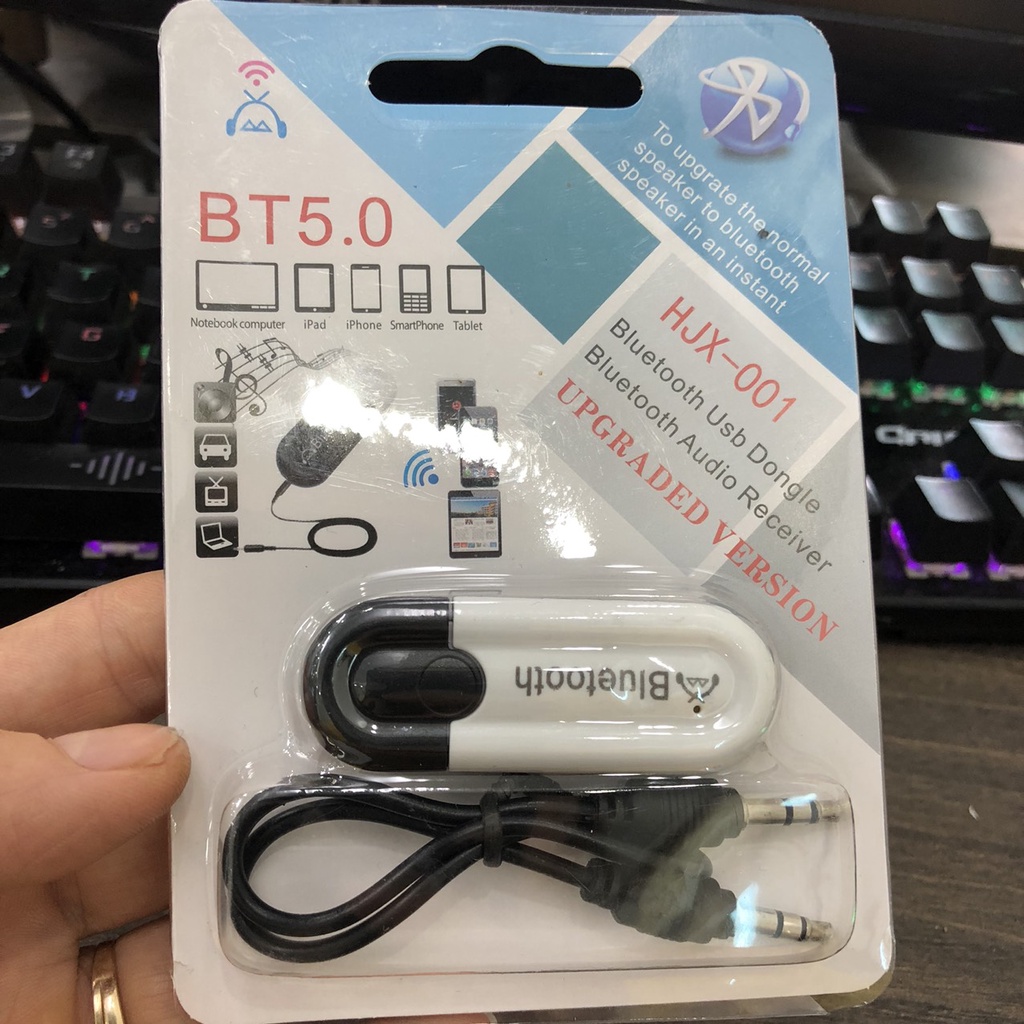 BT5.0
Notebook computer
iPad
iPhone
SmartPhone
Tablet
To upgrate the normal
speaker to bluetooth
speaker in an instant
HJX-001
Bluetooth Usb Dongle
Bluetooth Audio Receiver
UPGRADED VERSION
Bluetooth
T
G
V
B